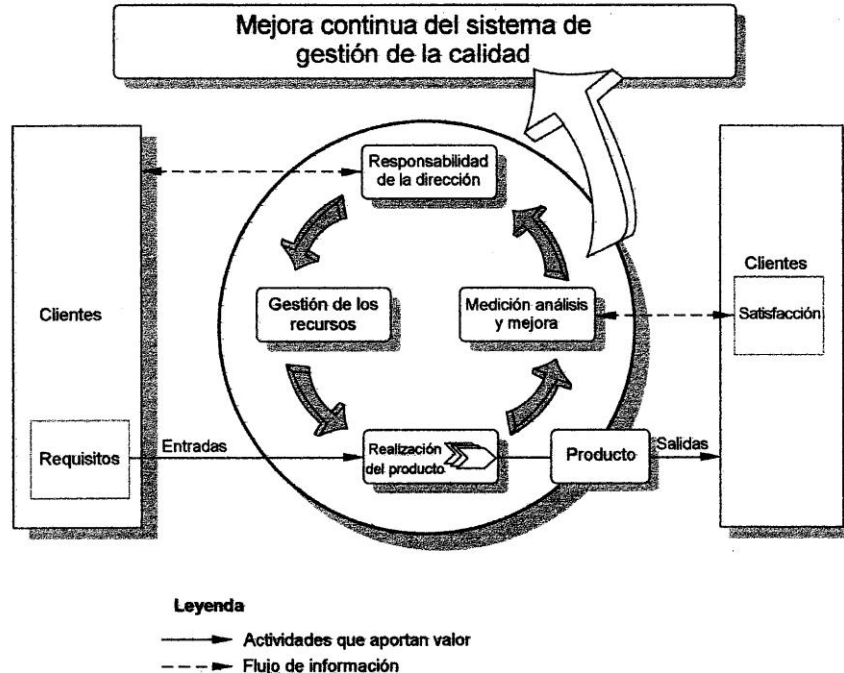 Mejora continua del sistema de
gestión de la calidad
Responsabilidad
de la dirección
Clientes
Gestión de los
recursos
Medición análisis
y mejora
Clientes
Satisfacción
Requisitos
Entradas
Realización
del producto
Producto
Salidas
Leyenda
Actividades que aportan valor
Flujo de información